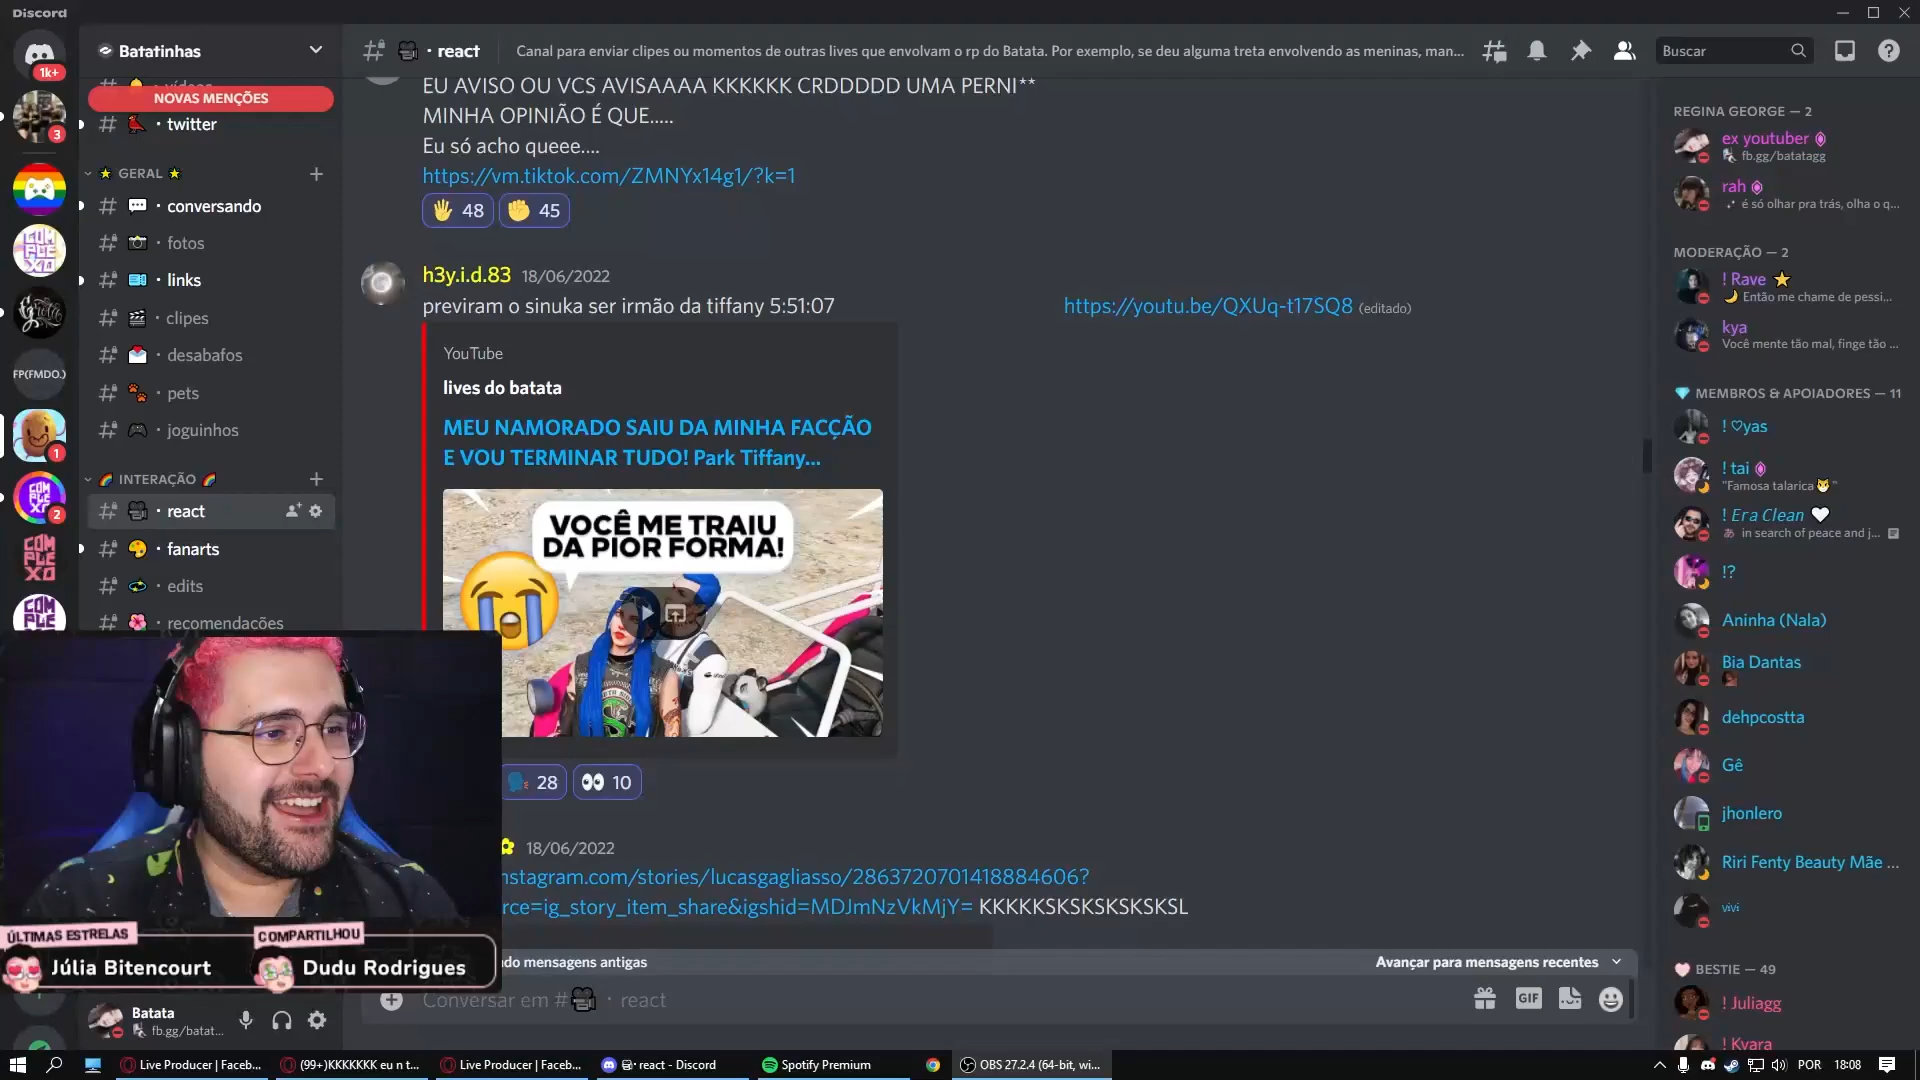 Discord
1k+
Batatinhas
· react
Canal para enviar clipes ou momentos de outras lives que envolvam o rp do Batata. Por exemplo, se deu alguma treta envolvendo as meninas, man...
Buscar
NOVAS MENÇÕES
3
· twitter
GERAL
· conversando
· fotos
· links
· clipes
FP(FMDO.)
· desabafos
· pets
· joguinhos
1
INTERAÇÃO
COMPLEXO
2
· react
· fanarts
COMPLEXO
· edits
· recomendações
EU AVISO OU VCS AVISAAAA KKKKKK CRDDDDD UMA PERNI**
MINHA OPINIÃO É QUE.....
Eu só acho queee....
https://vm.tiktok.com/ZMNYx14g1/?k=1
48
45
h3y.i.d.83 18/06/2022
previram o sinuka ser irmão da tiffany 5:51:07 https://youtu.be/QXUq-t17SQ8 (editado)
YouTube
lives do batata
MEU NAMORADO SAIU DA MINHA FACÇÃO
E VOU TERMINAR TUDO! Park Tiffany...
VOCÊ ME TRAIU
DA PIOR FORMA!
28
10
18/06/2022
nstagram.com/stories/lucasgagliasso/2863720701418884606?
rce=ig_story_item_share&igshid=MDJmNzVkMjY= KKKKKSKSKSKSKSKSL
do mensagens antigas
Avançar para mensagens recentes
Conversar em # · react
GIF
REGINA GEORGE — 2
ex youtuber
fb.gg/batatagg
rah
é só olhar pra trás, olha o q...
MODERAÇÃO — 2
! Rave
Então me chame de pessi...
kya
Você mente tão mal, finge tão ...
MEMBROS & APOIADORES — 11
! ♡yas
! tai
"Famosa talarica"
! Era Clean
in search of peace and j...
!?
Aninha (Nala)
Bia Dantas
dehpcostta
Gê
jhonlero
Riri Fenty Beauty Mãe ...
vivi
BESTIE — 49
! Juliagg
! Kyara
ÚLTIMAS ESTRELAS
COMPARTILHOU
Júlia Bitencourt
Dudu Rodrigues
Batata
fb.gg/batat...
Live Producer | Faceb...
(99+)KKKKKKK eu n t...
Live Producer | Faceb...
react - Discord
Spotify Premium
OBS 27.2.4 (64-bit, wi...
POR
18:08